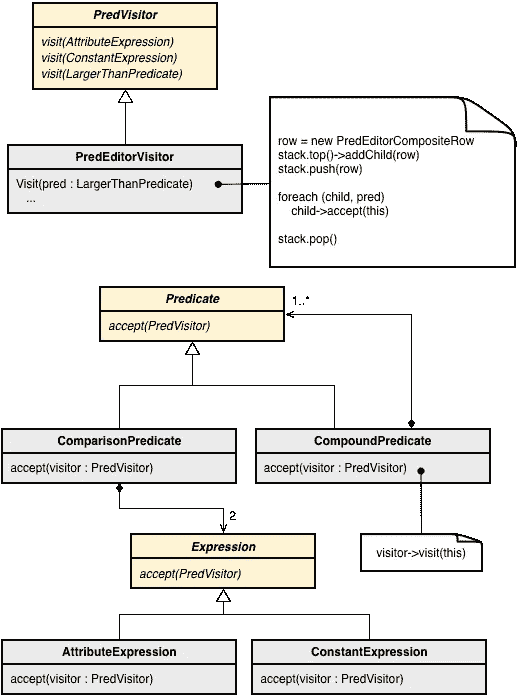 PredVisitor
visit(AttributeExpression)
visit(ConstantExpression)
visit(LargerThanPredicate)
PredEditorVisitor
Visit(pred : LargerThanPredicate)
...
row = new PredEditorCompositeRow
stack.top()->addChild(row)
stack.push(row)
foreach (child, pred)
child->accept(this)
stack.pop()
Predicate
accept(PredVisitor)
1..*
ComparisonPredicate
accept(visitor : PredVisitor)
CompoundPredicate
accept(visitor : PredVisitor)
2
Expression
accept(PredVisitor)
visitor->visit(this)
AttributeExpression
accept(visitor : PredVisitor)
ConstantExpression
accept(visitor : PredVisitor)